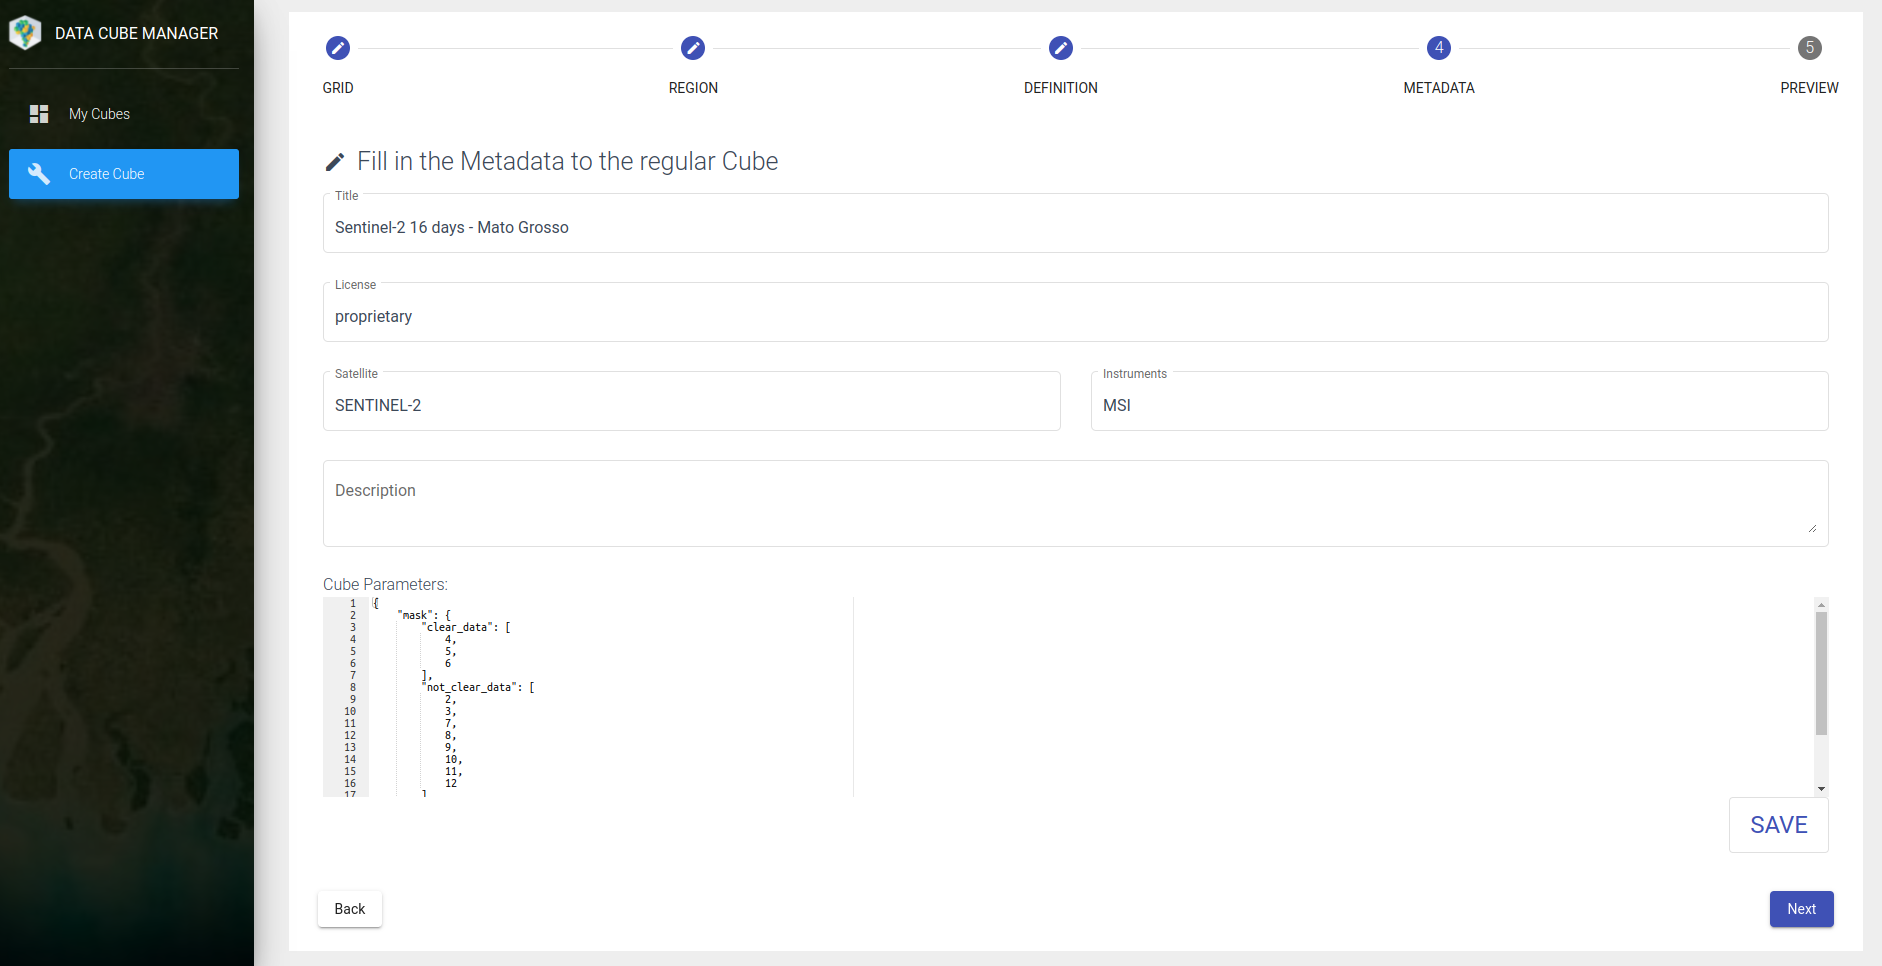 DATA CUBE MANAGER
My Cubes
Create Cube
4
5
GRID
REGION
DEFINITION
METADATA
PREVIEW
Fill in the Metadata to the regular Cube
Title
Sentinel-2 16 days - Mato Grosso
License
proprietary
Satellite
SENTINEL-2
Instruments
MSI
Description
Cube Parameters:
1 {
2 "mask": {
3 "clear_data": [
4 4,
5 5,
6 6
7 ],
8 "not_clear_data": [
9 2,
10 3,
11 7,
12 8,
13 9,
14 10,
15 11,
16 12
17 ]
SAVE
Back
Next